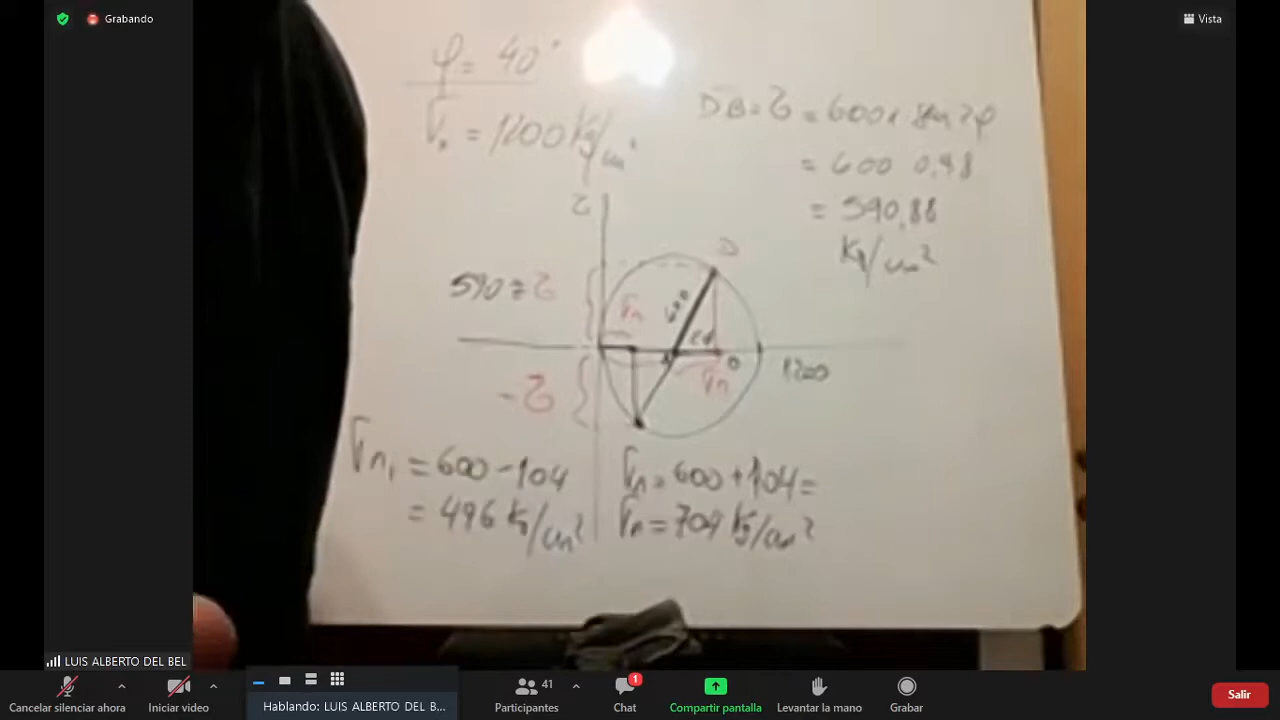 Grabando
Vista
φ = 40°
σ = 1200 Kg/cm²
DB = τ = 600 x sen 2φ
= 600 0,98
= 590,88
Kg/cm²
τ
D
590 = τ
σn
600
2φ
B
σn
1200
- τ
σn₁ = 600 - 104
= 496 Kg/cm²
σn = 600 + 104 =
σn = 704 Kg/cm²
LUIS ALBERTO DEL BEL
Cancelar silenciar ahora
Iniciar video
Hablando: LUIS ALBERTO DEL B...
41
Participantes
1
Chat
Compartir pantalla
Levantar la mano
Grabar
Salir